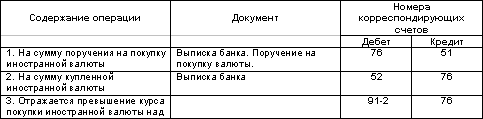 Содержание операции
Документ
Номера
корреспондирующих
счетов
Дебет
Кредит
1. На сумму поручения на покупку
иностранной валюты
Выписка банка. Поручение на
покупку валюты.
76
51
2. На сумму купленной
иностранной валюты
Выписка банка
52
76
3. Отражается превышение курса
покупки иностранной валюты над
91-2
76